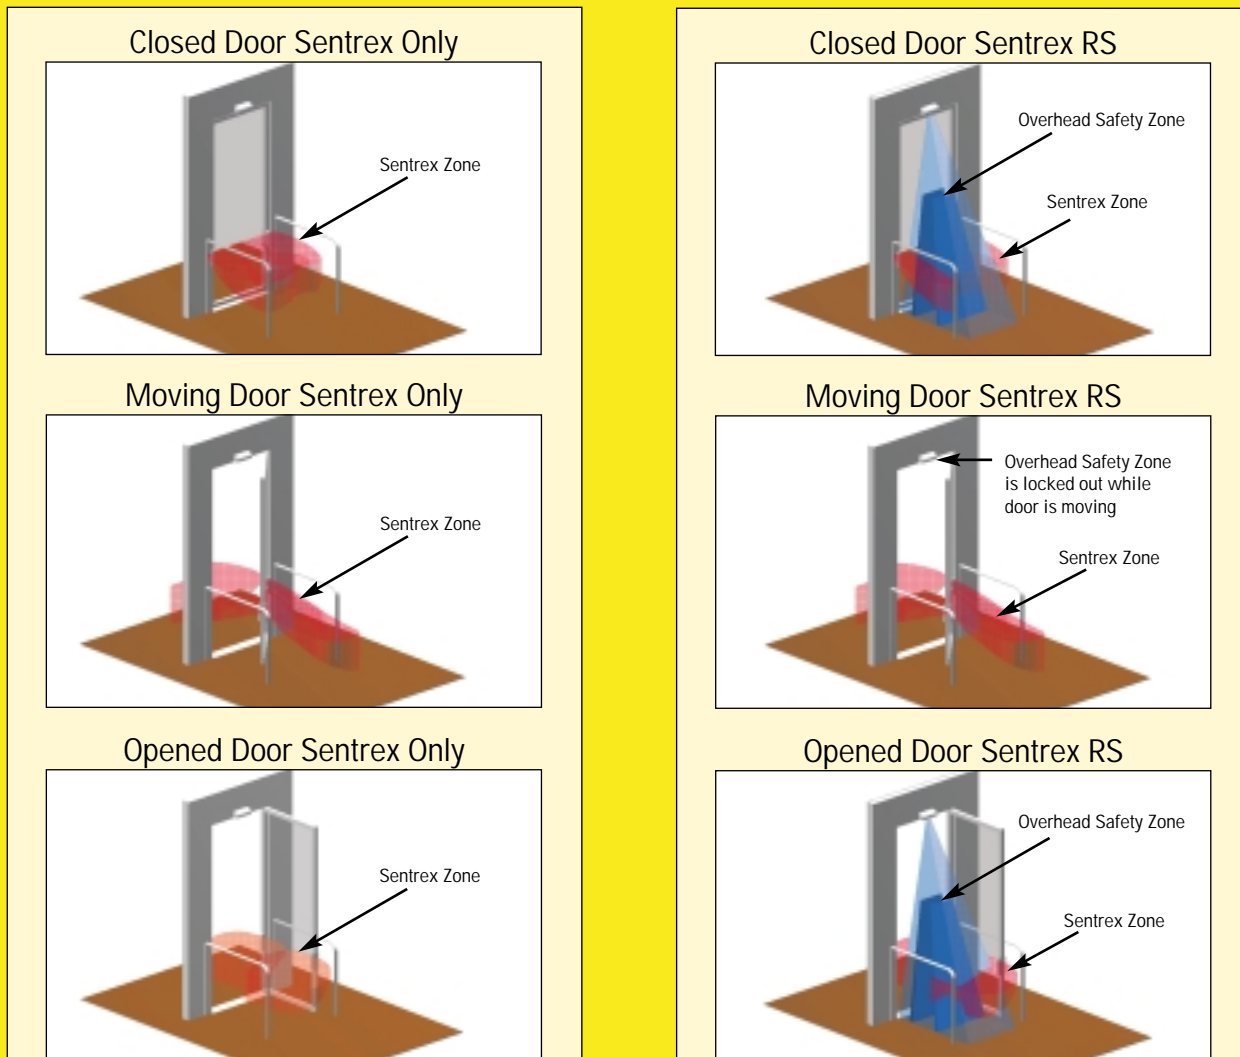 Closed Door Sentrex Only
Sentrex Zone
Moving Door Sentrex Only
Sentrex Zone
Opened Door Sentrex Only
Sentrex Zone
Closed Door Sentrex RS
Overhead Safety Zone
Sentrex Zone
Moving Door Sentrex RS
Overhead Safety Zone
is locked out while
door is moving
Sentrex Zone
Opened Door Sentrex RS
Overhead Safety Zone
Sentrex Zone